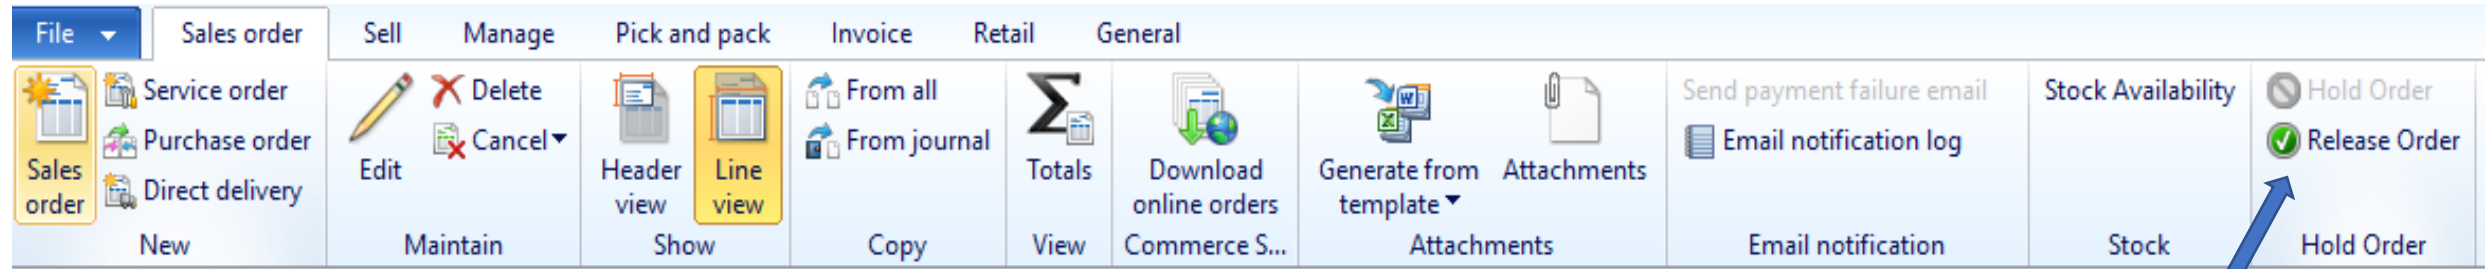 File Sales order Sell Manage Pick and pack Invoice Retail General
Sales
order
Service order
Purchase order
Direct delivery
New
Edit
Delete
Cancel
Maintain
Header
view
Line
view
Show
From all
From journal
Copy
Totals
View
Download
online orders
Commerce S...
Generate from
template
Attachments
Attachments
Send payment failure email
Email notification log
Email notification
Stock Availability
Stock
Hold Order
Release Order
Hold Order